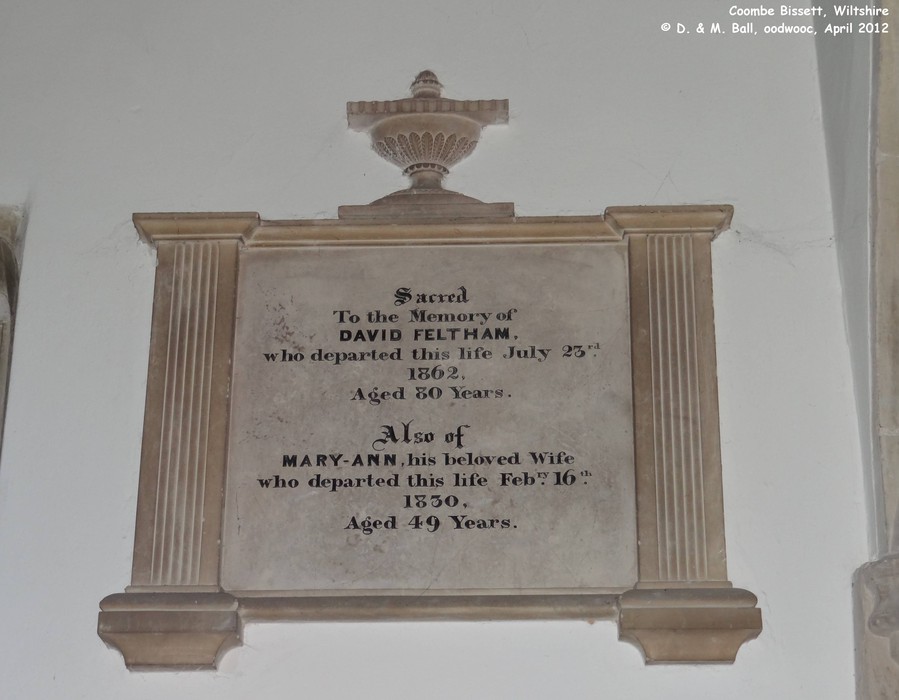 Coombe Bissett, Wiltshire
© D. & M. Ball, oodwooc, April 2012
Sacred
To the Memory of
DAVID FELTHAM,
who departed this life July 23rd.
1862,
Aged 80 Years.
Also of
MARY-ANN, his beloved Wife
who departed this life Febry. 16th.
1830,
Aged 49 Years.